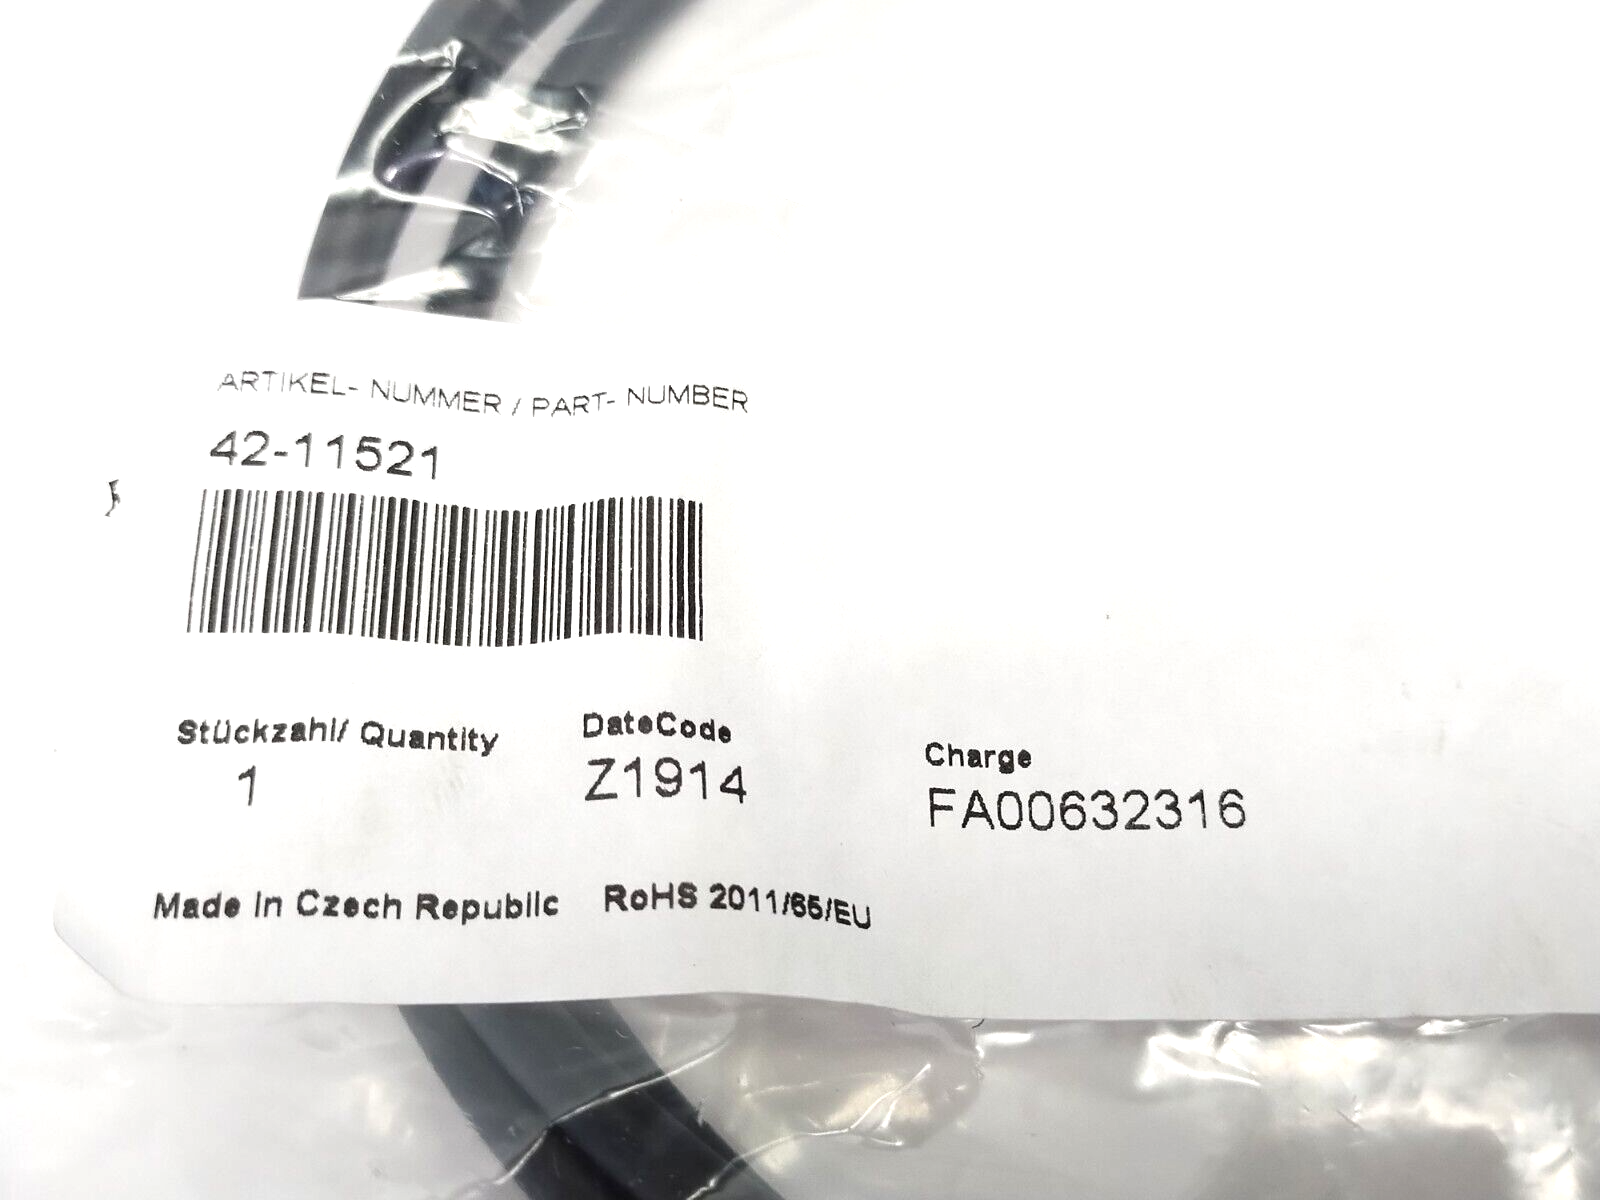 ARTIKEL- NUMMER / PART- NUMBER
42-11521
Stückzahl/ Quantity
1
DateCode
Z1914
Charge
FA00632316
Made in Czech Republic RoHS 2011/65/EU